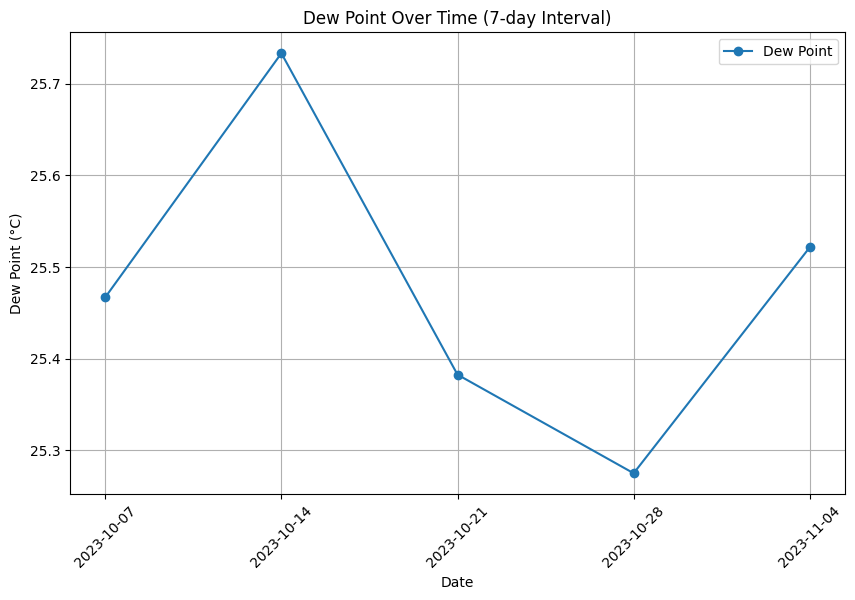 Dew Point Over Time (7-day Interval)
Dew Point
25.7
25.6
25.5
25.4
25.3
Dew Point (°C)
2023-10-07
2023-10-14
2023-10-21
2023-10-28
2023-11-04
Date